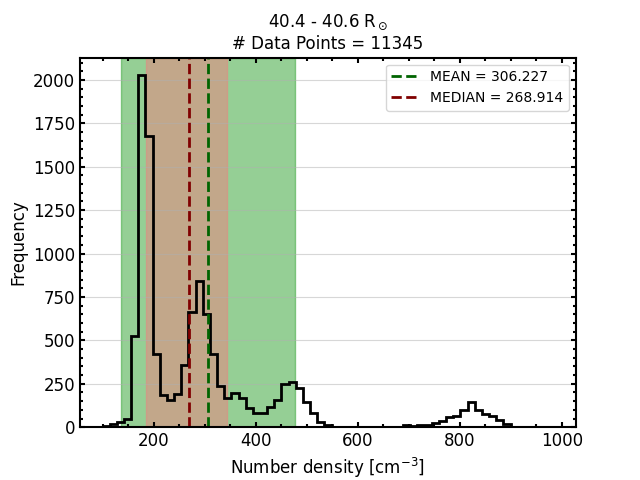 40.4 - 40.6 R⊙
# Data Points = 11345
MEAN = 306.227
MEDIAN = 268.914
Frequency
2000
1750
1500
1250
1000
750
500
250
0
200
400
600
800
1000
Number density [cm⁻³]